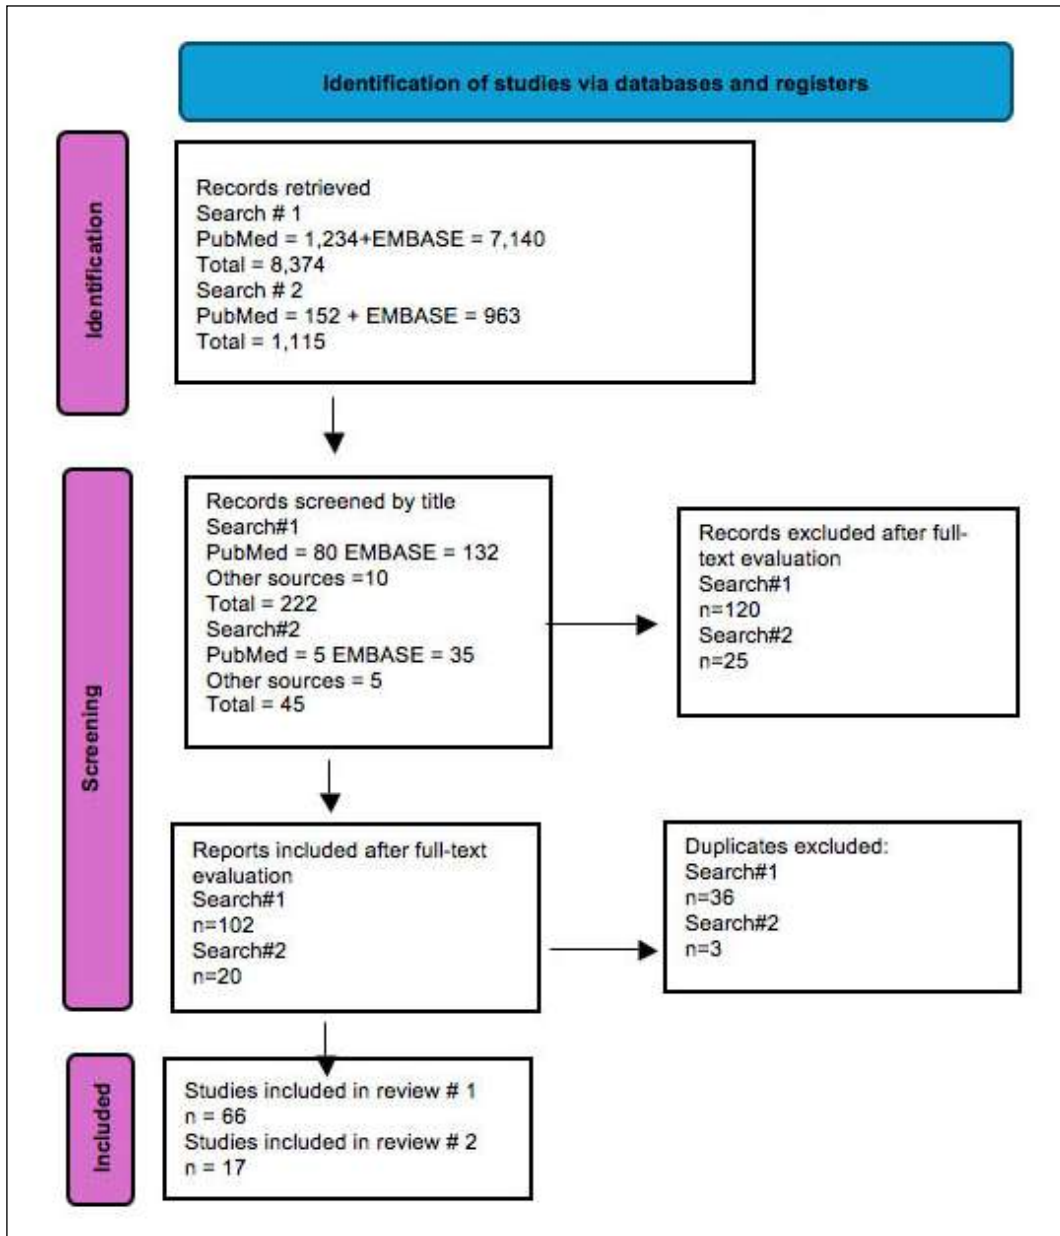 Identification of studies via databases and registers
Identification
Records retrieved
Search # 1
PubMed = 1,234+EMBASE = 7,140
Total = 8,374
Search # 2
PubMed = 152 + EMBASE = 963
Total = 1,115
Screening
Records screened by title
Search#1
PubMed = 80 EMBASE = 132
Other sources =10
Total = 222
Search#2
PubMed = 5 EMBASE = 35
Other sources = 5
Total = 45
Records excluded after full-
text evaluation
Search#1
n=120
Search#2
n=25
Reports included after full-text
evaluation
Search#1
n=102
Search#2
n=20
Duplicates excluded:
Search#1
n=36
Search#2
n=3
Included
Studies included in review # 1
n = 66
Studies included in review # 2
n = 17